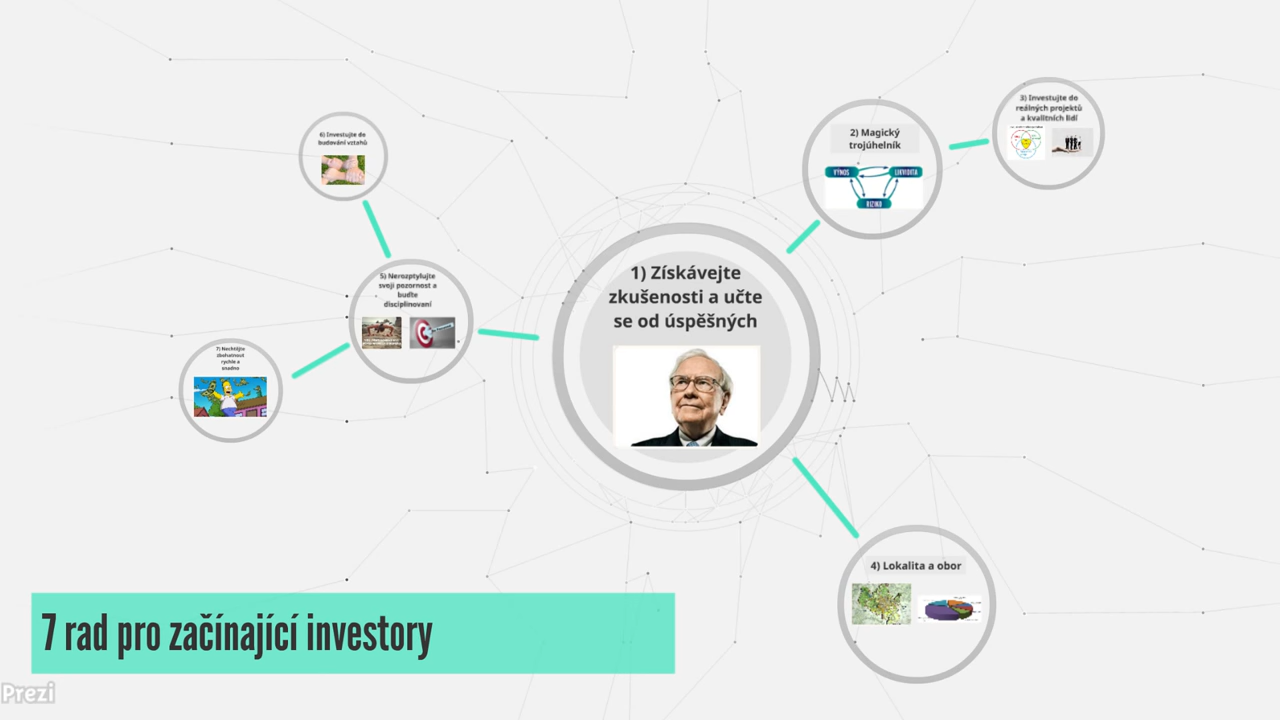 1) Získávejte
zkušenosti a učte
se od úspěšných
2) Magický
trojúhelník
VÝNOS
LIKVIDITA
RIZIKO
3) Investujte do
reálných projektů
a kvalitních lidí
4) Lokalita a obor
5) Nerozptylujte
svoji pozornost a
buďte
disciplinovaní
6) Investujte do
budování vztahů
7) Nechtějte
zbohatnout
rychle a
snadno
7 rad pro začínající investory
Prezi